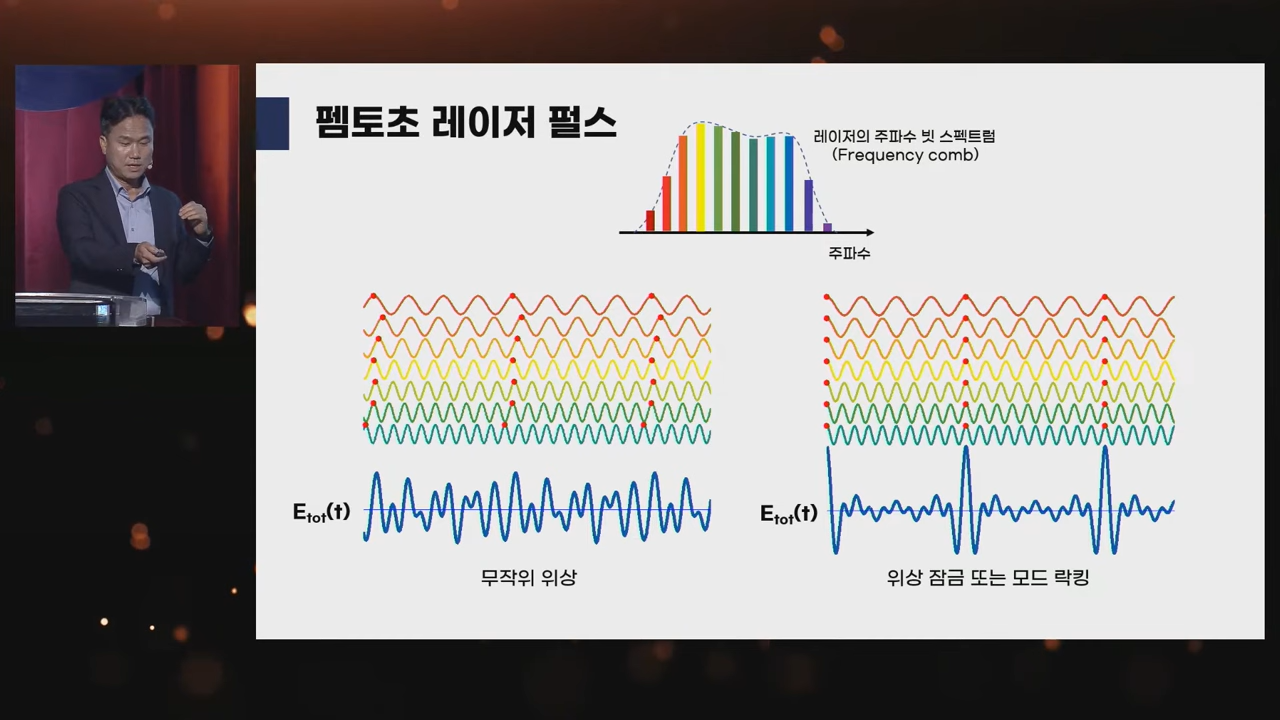 펨토초 레이저 펄스
레이저의 주파수 빗 스펙트럼
(Frequency comb)
주파수
Etot(t)
Etot(t)
무작위 위상
위상 잠금 또는 모드 락킹